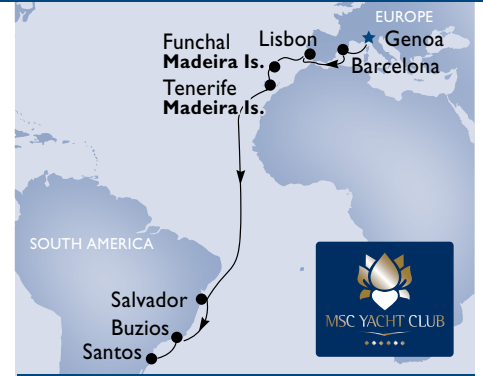 EUROPE
Genoa
Lisbon
Barcelona
Funchal
Madeira Is.
Tenerife
Madeira Is.
SOUTH AMERICA
Salvador
Buzios
Santos
MSC YACHT CLUB